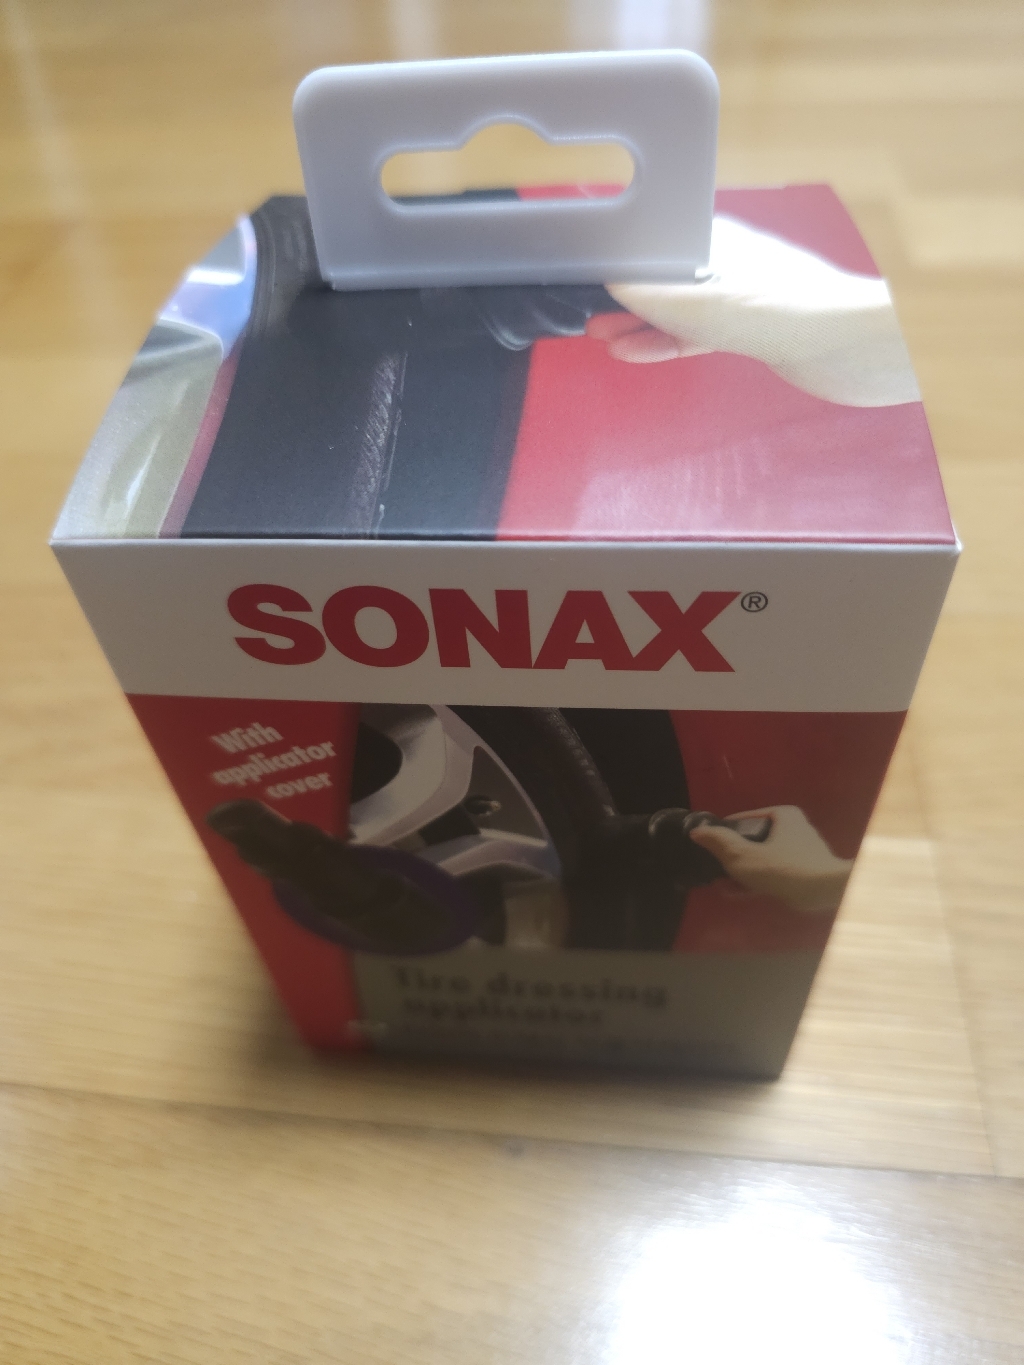 SONAX®
With
applicator
cover
Tire dressing
applicator